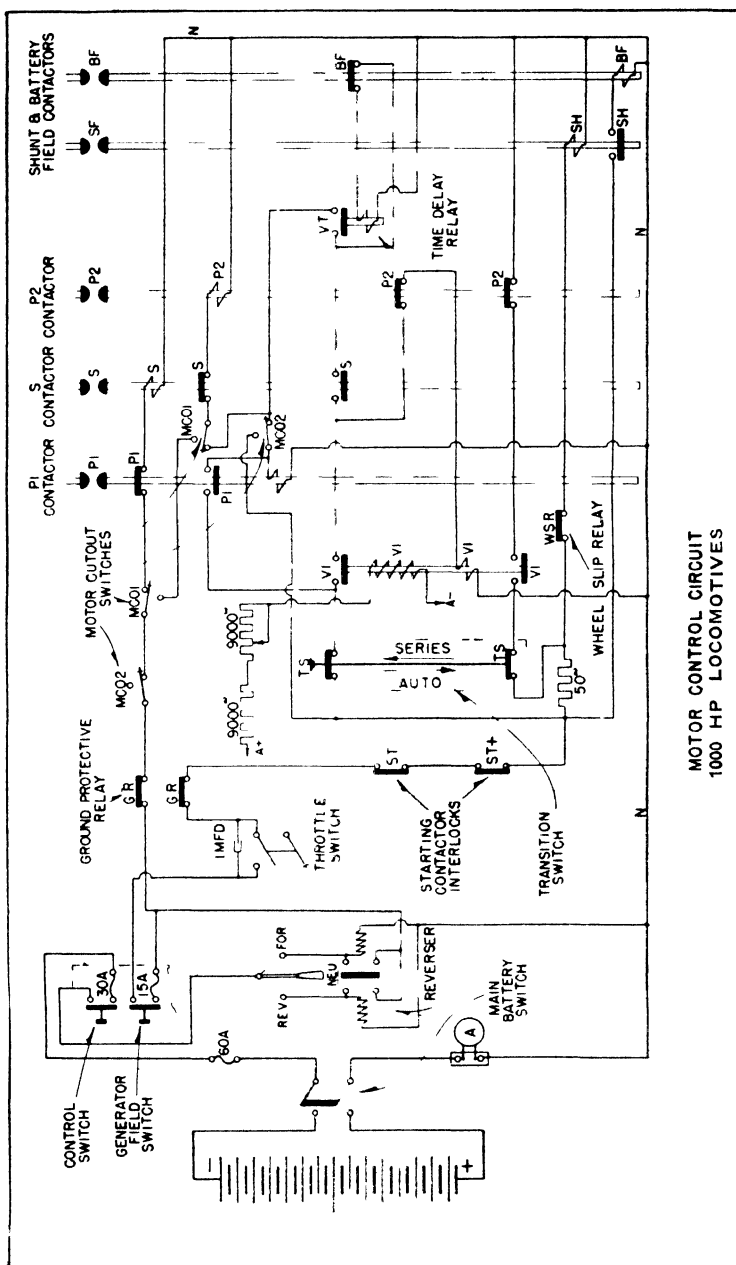 SHUNT & BATTERY
FIELD CONTACTORS
BF
SF
P2
CONTACTOR
S
CONTACTOR
P1
CONTACTOR
P2
S
P1
N
S
P1
P2
S
MCO1
P1
MCO2
MOTOR CUTOUT
SWITCHES
MCO1
MCO2
GROUND PROTECTIVE
RELAY
GR
GR
1MFD
THROTTLE
SWITCH
30A
15A
CONTROL
SWITCH
GENERATOR
FIELD
SWITCH
60A
FOR
REV
NEU
REVERSER
MAIN
BATTERY
SWITCH
A
-
+
9000~
9000~
A+
A-
V1
V1
V1
V1
TS
SERIES
AUTO
TS
ST
ST+
STARTING
CONTACTOR
INTERLOCKS
TRANSITION
SWITCH
50~
WSR
WHEEL SLIP RELAY
S
VT
TIME DELAY
RELAY
P2
P2
BF
SH
BF
SH
N
N
MOTOR CONTROL CIRCUIT
1000 HP LOCOMOTIVES